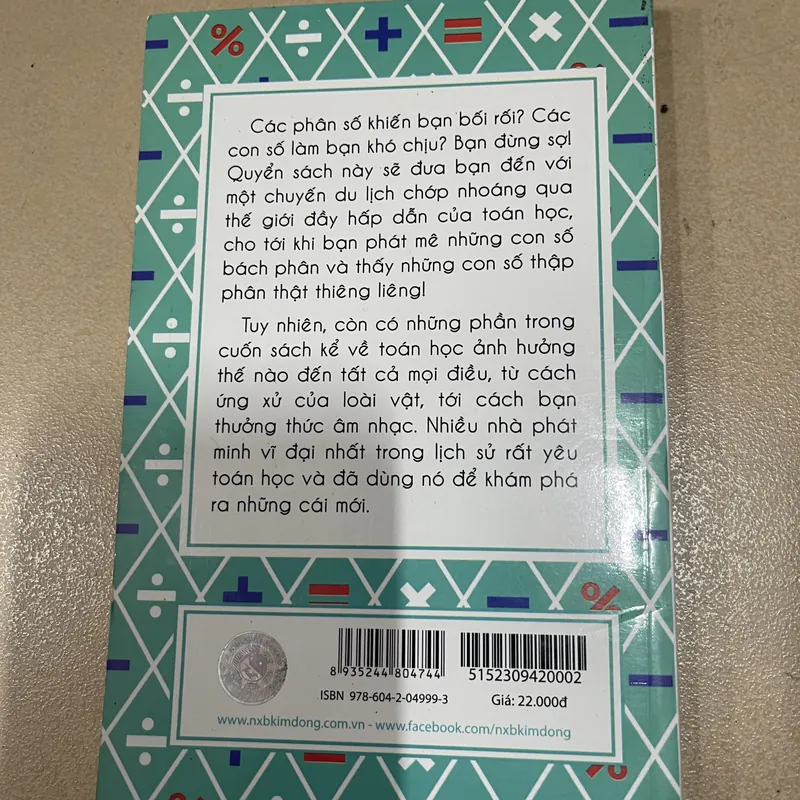 Các phân số khiến bạn bối rối? Các
con số làm bạn khó chịu? Bạn đừng sợ!
Quyển sách này sẽ đưa bạn đến với
một chuyến du lịch chớp nhoáng qua
thế giới đầy hấp dẫn của toán học,
cho tới khi bạn phát mê những con số
bách phân và thấy những con số thập
phân thật thiêng liêng!
Tuy nhiên, còn có những phần trong
cuốn sách kể về toán học ảnh hưởng
thế nào đến tất cả mọi điều, từ cách
ứng xử của loài vật, tới cách bạn
thưởng thức âm nhạc. Nhiều nhà phát
minh vĩ đại nhất trong lịch sử rất yêu
toán học và đã dùng nó để khám phá
ra những cái mới.
8 935244 804744
5152309420002
ISBN 978-604-2-04999-3
Giá: 22.000đ
www.nxbkimdong.com.vn - www.facebook.com/nxbkimdong